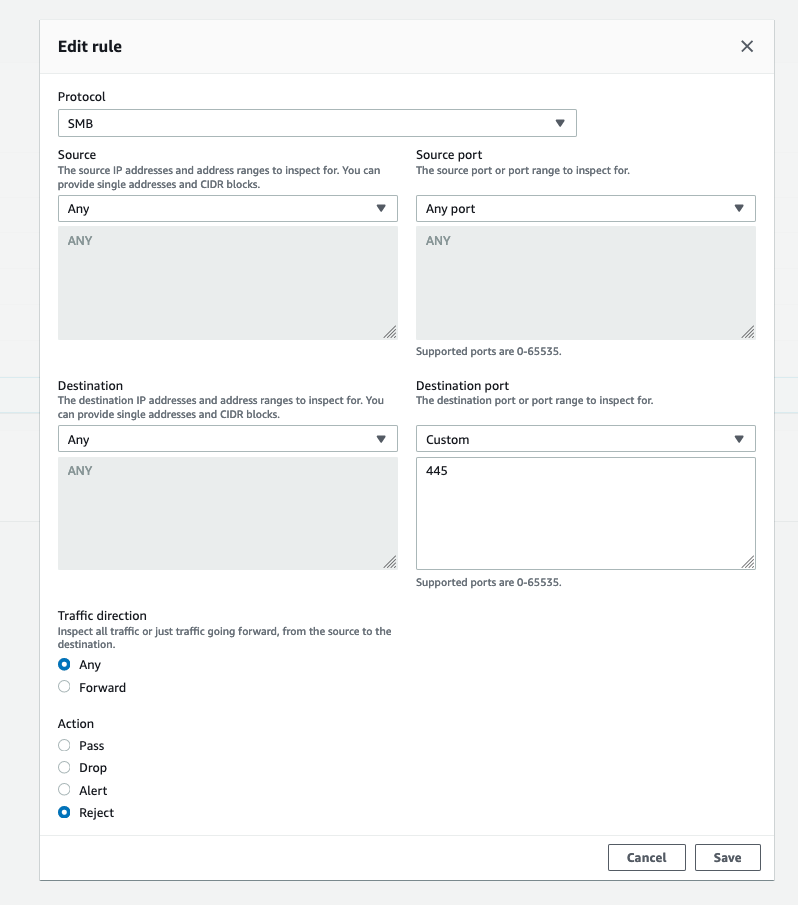 Edit rule
Protocol
SMB
Source
The source IP addresses and address ranges to inspect for. You can
provide single addresses and CIDR blocks.
Any
ANY
Source port
The source port or port range to inspect for.
Any port
ANY
Supported ports are 0-65535.
Destination
The destination IP addresses and address ranges to inspect for. You
can provide single addresses and CIDR blocks.
Any
ANY
Destination port
The destination port or port range to inspect for.
Custom
445
Supported ports are 0-65535.
Traffic direction
Inspect all traffic or just traffic going forward, from the source to the
destination.
Any
Forward
Action
Pass
Drop
Alert
Reject
Cancel
Save